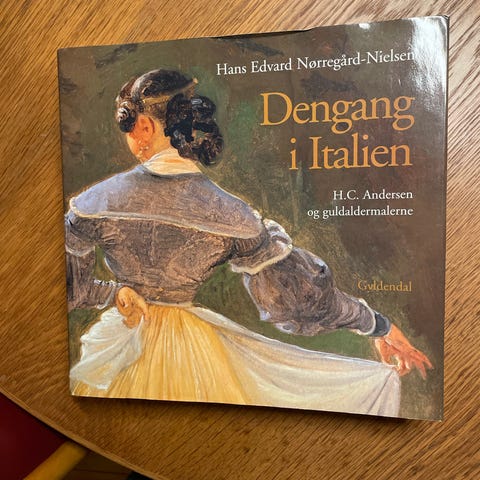 Hans Edvard Nørregård-Nielsen
Dengang
i Italien
H.C. Andersen
og guldaldermalerne
Gyldendal